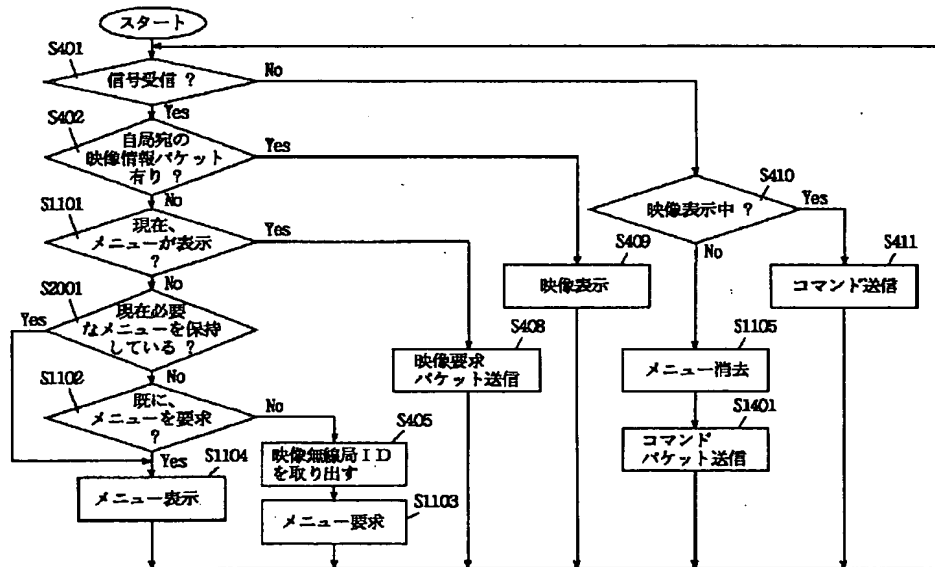 スタート
S401
信号受信 ?
No
Yes
S402
自局宛の
映像情報パケット
有り ?
Yes
No
S1101
現在、
メニューが表示
?
Yes
No
S2001
現在必要
なメニューを保持
している ?
Yes
No
S1102
既に、
メニューを要求
?
No
Yes
S1104
メニュー表示
S405
映像無線局ID
を取り出す
S1103
メニュー要求
S408
映像要求
パケット送信
S409
映像表示
S410
映像表示中 ?
Yes
No
S411
コマンド送信
S1105
メニュー消去
S1401
コマンド
パケット送信